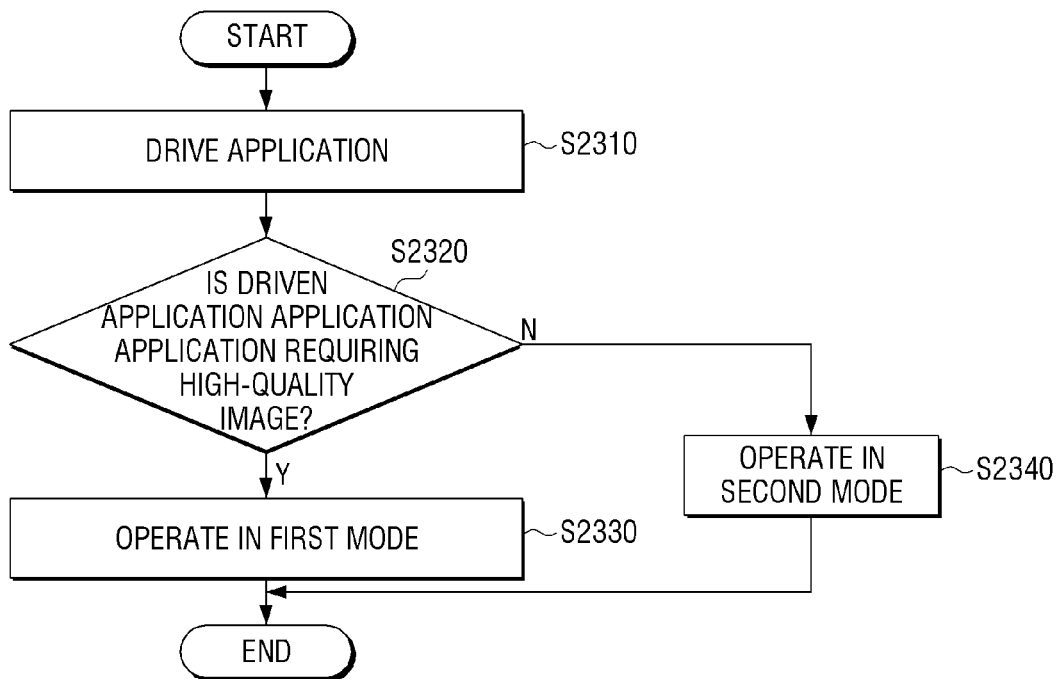 START
DRIVE APPLICATION
S2310
S2320
IS DRIVEN
APPLICATION APPLICATION
APPLICATION REQUIRING
HIGH-QUALITY
IMAGE?
N
Y
OPERATE IN
SECOND MODE
S2340
OPERATE IN FIRST MODE
S2330
END